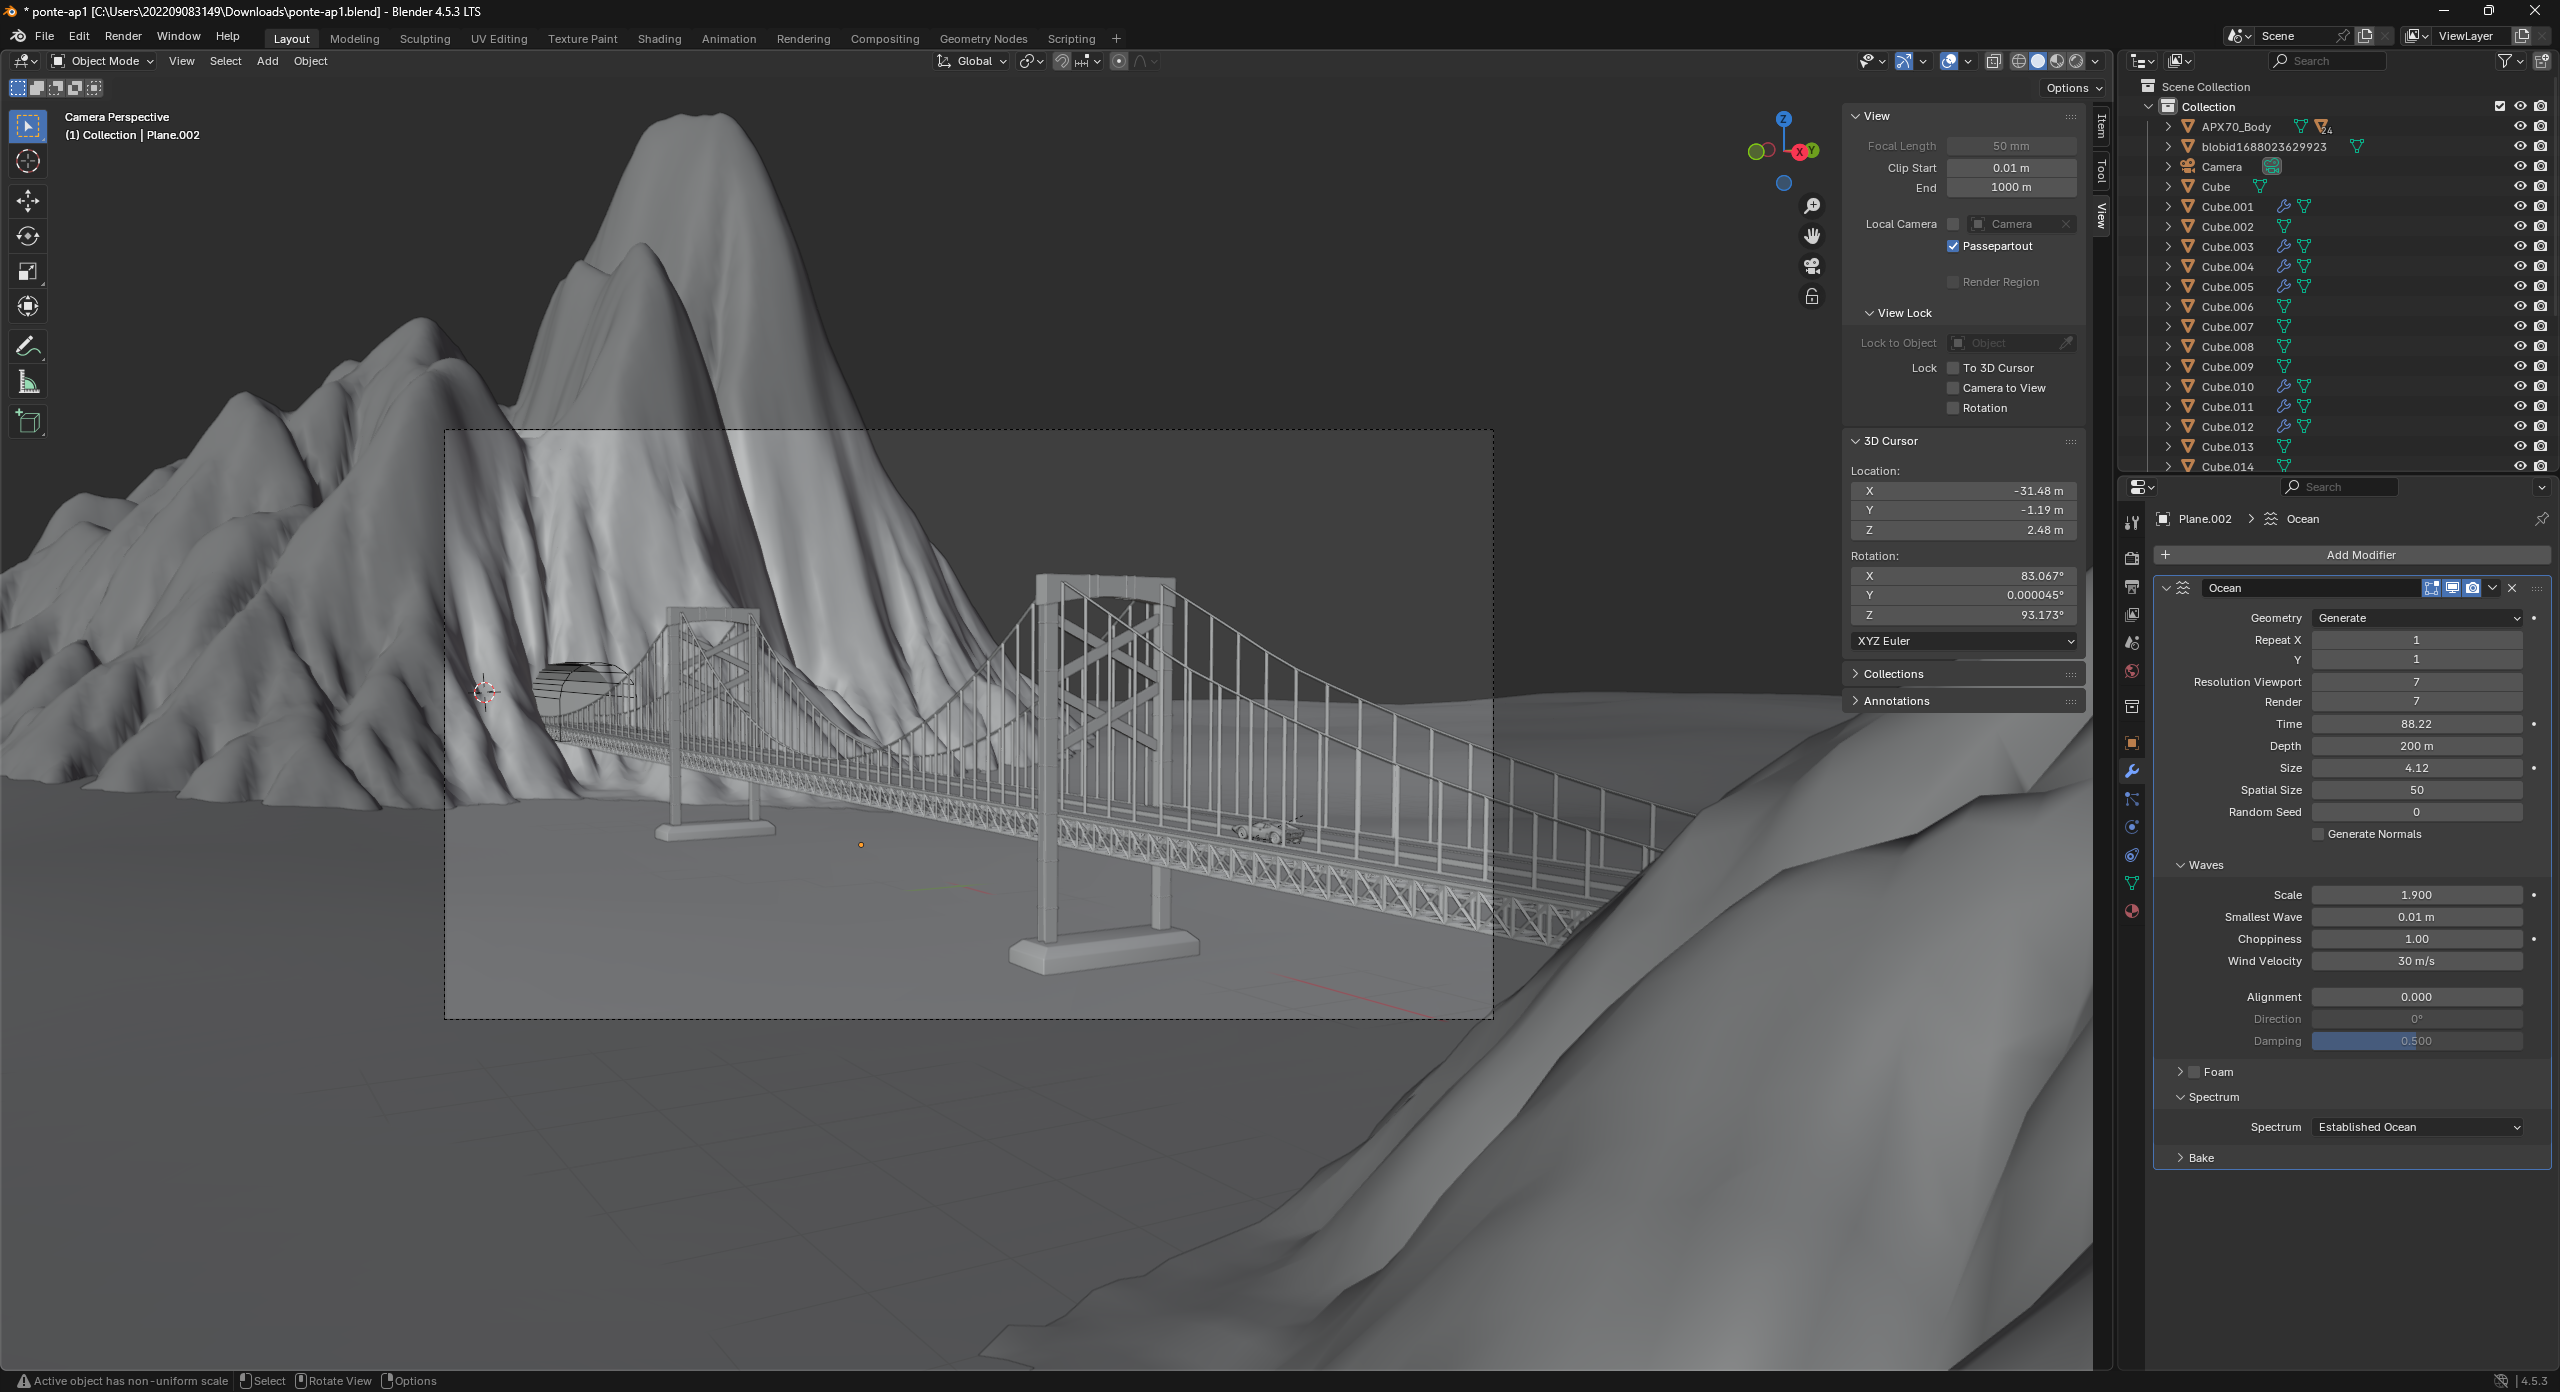 * ponte-ap1 [C:\Users\202209083149\Downloads\ponte-ap1.blend] - Blender 4.5.3 LTS
File Edit Render Window Help Layout Modeling Sculpting UV Editing Texture Paint Shading Animation Rendering Compositing Geometry Nodes Scripting + Scene ViewLayer
Object Mode View Select Add Object Global Search
Options
Camera Perspective
(1) Collection | Plane.002
Z
X
Y
View
Focal Length 50 mm
Clip Start 0.01 m
End 1000 m
Local Camera Camera
Passepartout
Render Region
View Lock
Lock to Object Object
Lock To 3D Cursor
Camera to View
Rotation
3D Cursor
Location:
X -31.48 m
Y -1.19 m
Z 2.48 m
Rotation:
X 83.067°
Y 0.000045°
Z 93.173°
XYZ Euler
Collections
Annotations
Item
Tool
View
Scene Collection
Collection
APX70_Body 24
blobid1688023629923
Camera
Cube
Cube.001
Cube.002
Cube.003
Cube.004
Cube.005
Cube.006
Cube.007
Cube.008
Cube.009
Cube.010
Cube.011
Cube.012
Cube.013
Cube.014
Search
Plane.002 Ocean
+ Add Modifier
Ocean
Geometry Generate
Repeat X 1
Y 1
Resolution Viewport 7
Render 7
Time 88.22
Depth 200 m
Size 4.12
Spatial Size 50
Random Seed 0
Generate Normals
Waves
Scale 1.900
Smallest Wave 0.01 m
Choppiness 1.00
Wind Velocity 30 m/s
Alignment 0.000
Direction 0°
Damping 0.500
Foam
Spectrum
Spectrum Established Ocean
Bake
Active object has non-uniform scale Select Rotate View Options 4.5.3